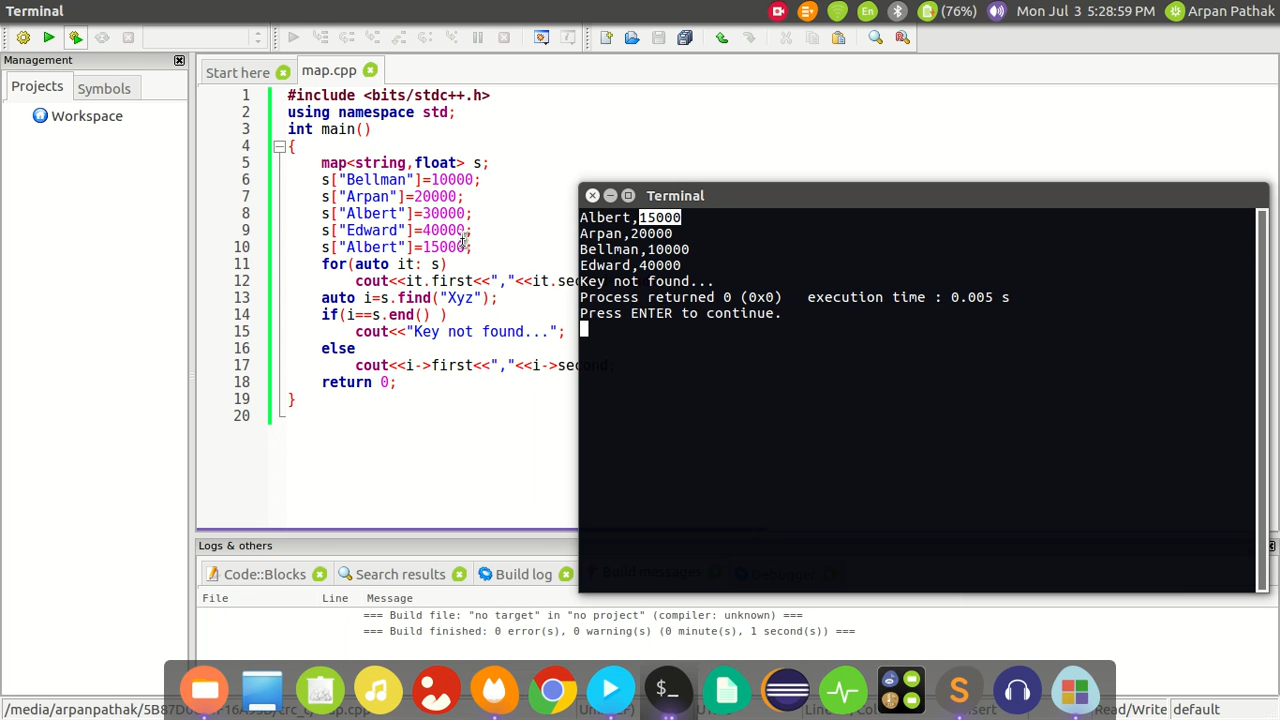 Terminal
En
(76%)
Mon Jul 3 5:28:59 PM
Arpan Pathak
Management
Projects
Symbols
Workspace
Start here
map.cpp
1 #include <bits/stdc++.h>
2 using namespace std;
3 int main()
4 {
5 map<string,float> s;
6 s["Bellman"]=10000;
7 s["Arpan"]=20000;
8 s["Albert"]=30000;
9 s["Edward"]=40000;
10 s["Albert"]=15000;
11 for(auto it: s)
12 cout<<it.first<<","<<it.sec
13 auto i=s.find("Xyz");
14 if(i==s.end() )
15 cout<<"Key not found...";
16 else
17 cout<<i->first<<","<<i->second;
18 return 0;
19 }
20
Terminal
Albert,15000
Arpan,20000
Bellman,10000
Edward,40000
Key not found...
Process returned 0 (0x0) execution time : 0.005 s
Press ENTER to continue.
Logs & others
Code::Blocks
Search results
Build log
Build messages
Debugger
File Line Message
=== Build file: "no target" in "no project" (compiler: unknown) ===
=== Build finished: 0 error(s), 0 warning(s) (0 minute(s), 1 second(s)) ===
Read/Write
default